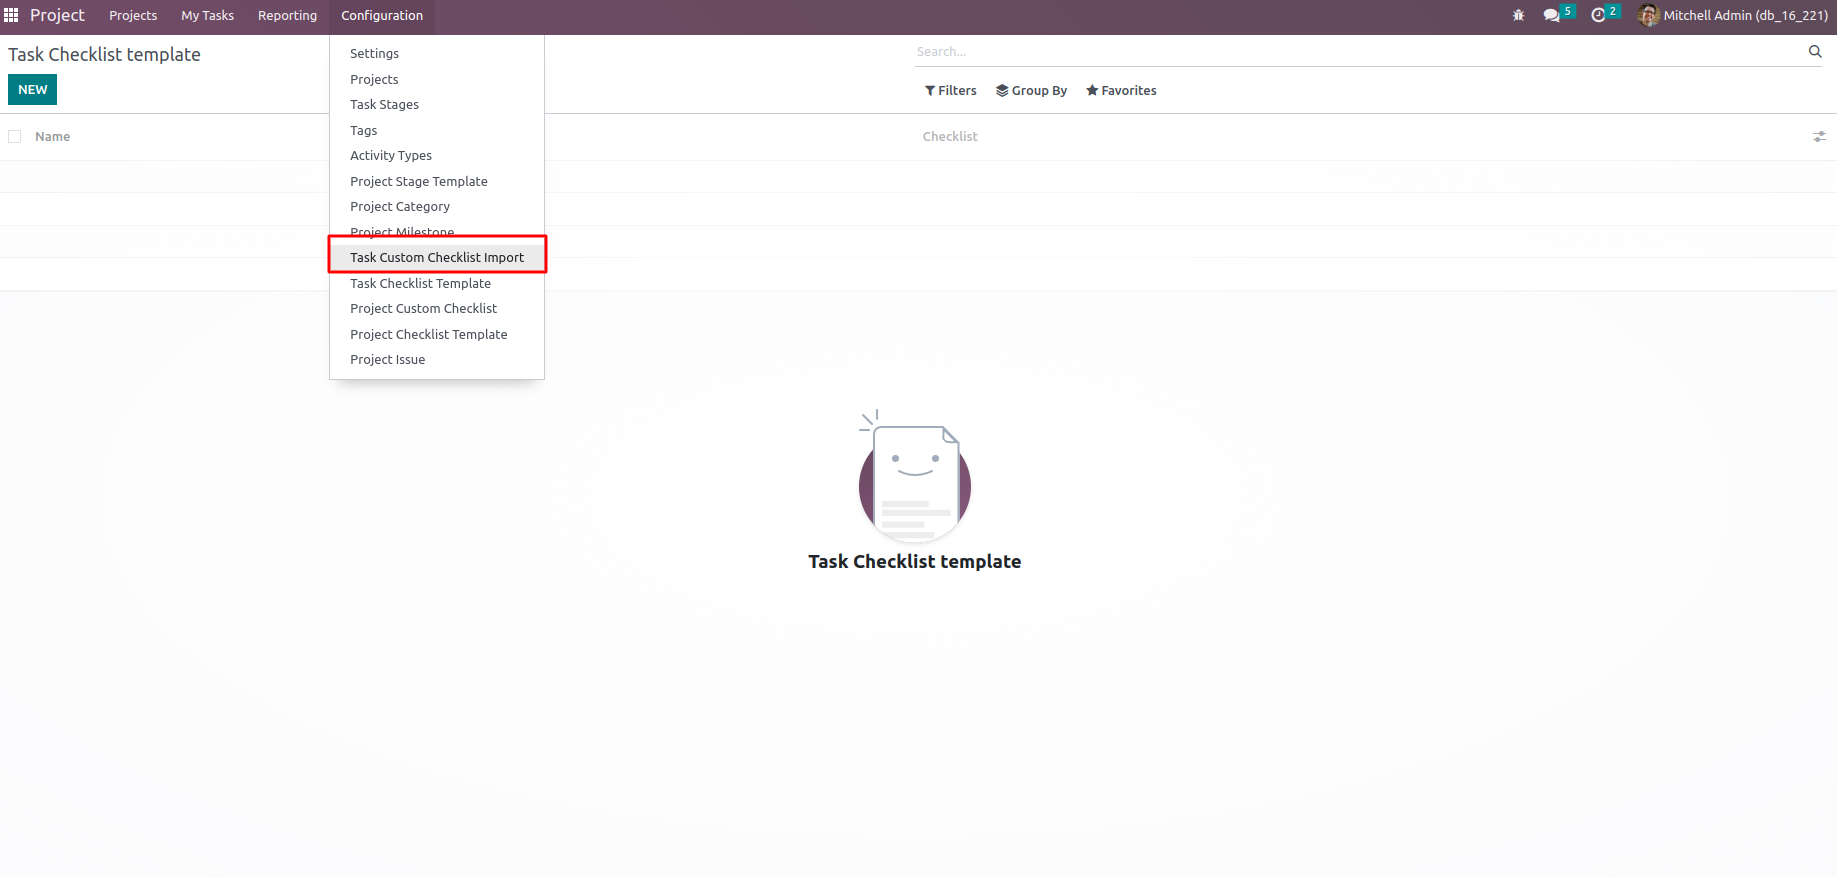 Project Projects My Tasks Reporting Configuration 5 2 Mitchell Admin (db_16_221)
Task Checklist template
Search...
NEW
Filters Group By Favorites
Name Checklist
Settings
Projects
Task Stages
Tags
Activity Types
Project Stage Template
Project Category
Project Milestone
Task Custom Checklist Import
Task Checklist Template
Project Custom Checklist
Project Checklist Template
Project Issue
Task Checklist template